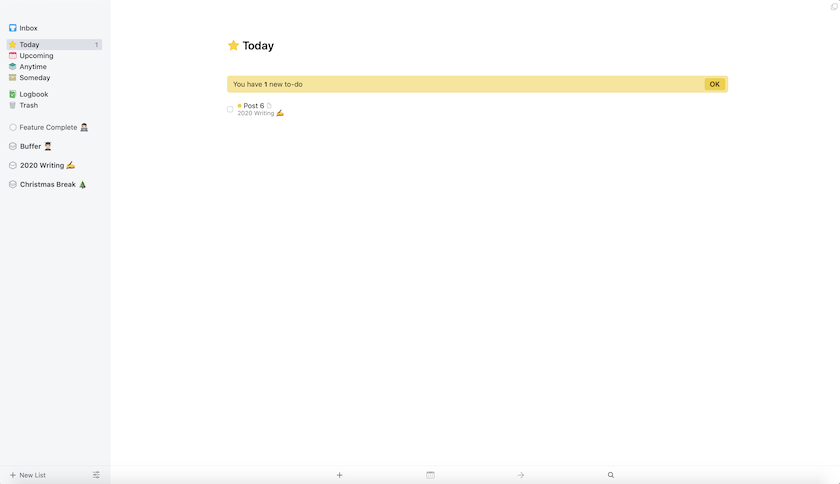 Inbox
Today 1
Upcoming
Anytime
Someday
Logbook
Trash
Feature Complete
Buffer
2020 Writing
Christmas Break
New List
Today
You have 1 new to-do OK
Post 6
2020 Writing